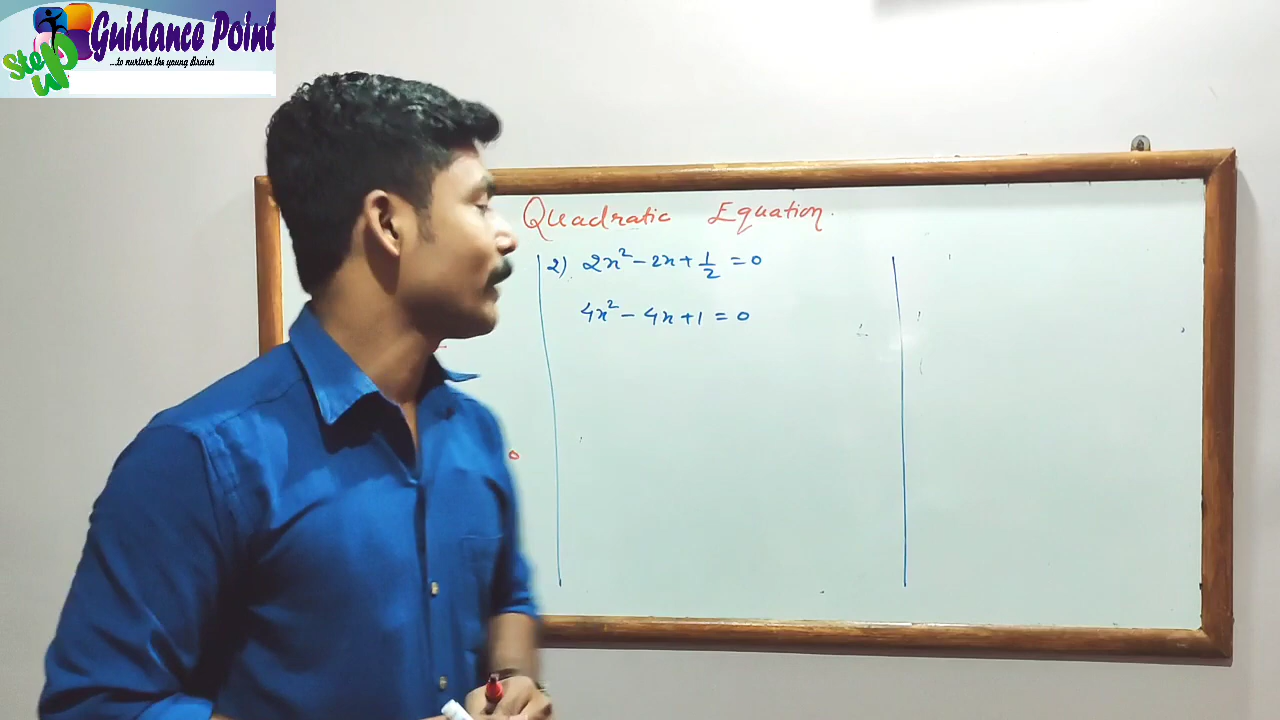 Step up Guidance Point
...to nurture the young Brains
Quadratic Equation.
2) 2x² - 2x + 1/2 = 0
4x² - 4x + 1 = 0
0